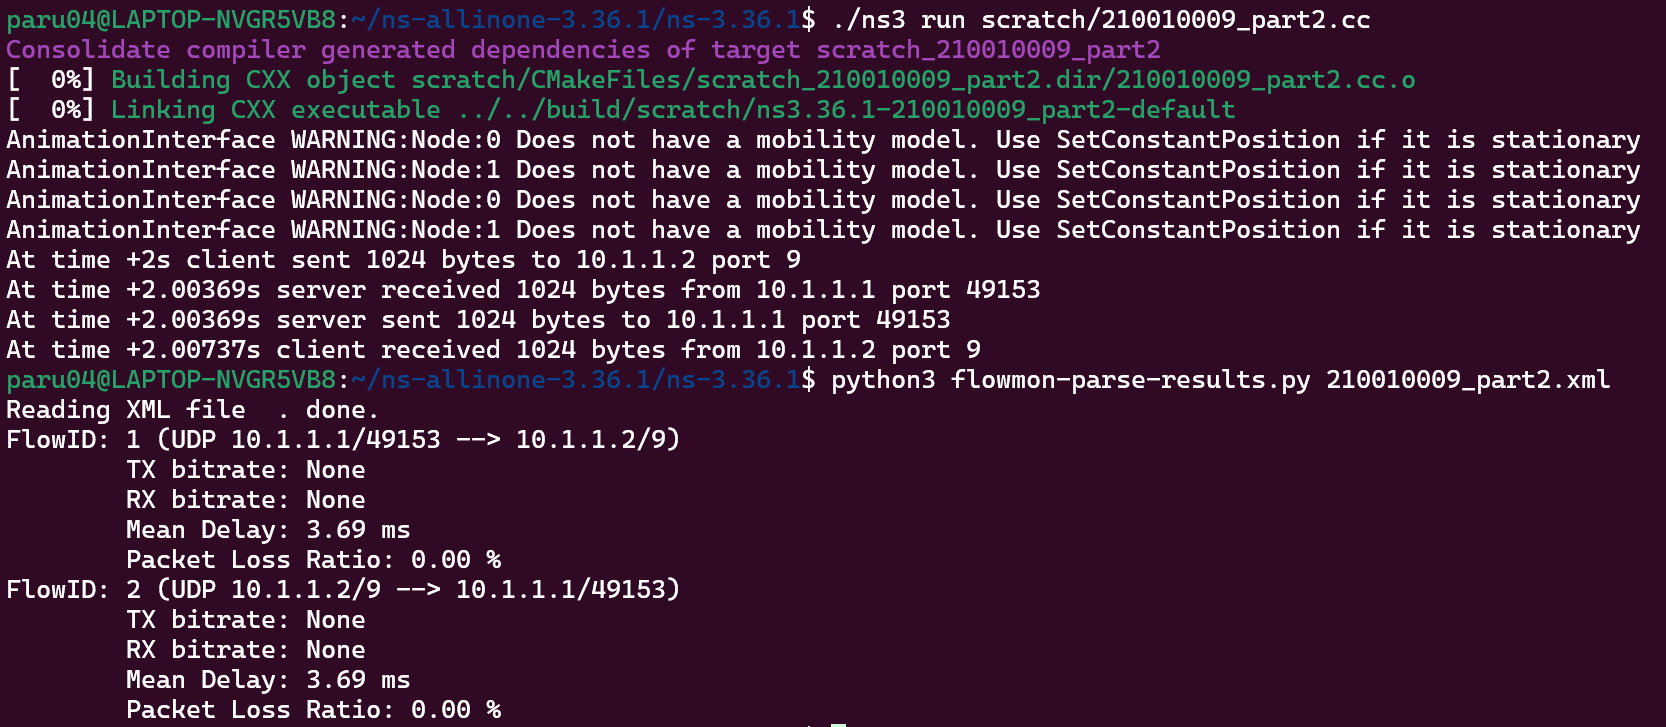 paru04@LAPTOP-NVGR5VB8:~/ns-allinone-3.36.1/ns-3.36.1$ ./ns3 run scratch/210010009_part2.cc
Consolidate compiler generated dependencies of target scratch_210010009_part2
[  0%] Building CXX object scratch/CMakeFiles/scratch_210010009_part2.dir/210010009_part2.cc.o
[  0%] Linking CXX executable ../../build/scratch/ns3.36.1-210010009_part2-default
AnimationInterface WARNING:Node:0 Does not have a mobility model. Use SetConstantPosition if it is stationary
AnimationInterface WARNING:Node:1 Does not have a mobility model. Use SetConstantPosition if it is stationary
AnimationInterface WARNING:Node:0 Does not have a mobility model. Use SetConstantPosition if it is stationary
AnimationInterface WARNING:Node:1 Does not have a mobility model. Use SetConstantPosition if it is stationary
At time +2s client sent 1024 bytes to 10.1.1.2 port 9
At time +2.00369s server received 1024 bytes from 10.1.1.1 port 49153
At time +2.00369s server sent 1024 bytes to 10.1.1.1 port 49153
At time +2.00737s client received 1024 bytes from 10.1.1.2 port 9
paru04@LAPTOP-NVGR5VB8:~/ns-allinone-3.36.1/ns-3.36.1$ python3 flowmon-parse-results.py 210010009_part2.xml
Reading XML file  . done.
FlowID: 1 (UDP 10.1.1.1/49153 --> 10.1.1.2/9)
        TX bitrate: None
        RX bitrate: None
        Mean Delay: 3.69 ms
        Packet Loss Ratio: 0.00 %
FlowID: 2 (UDP 10.1.1.2/9 --> 10.1.1.1/49153)
        TX bitrate: None
        RX bitrate: None
        Mean Delay: 3.69 ms
        Packet Loss Ratio: 0.00 %